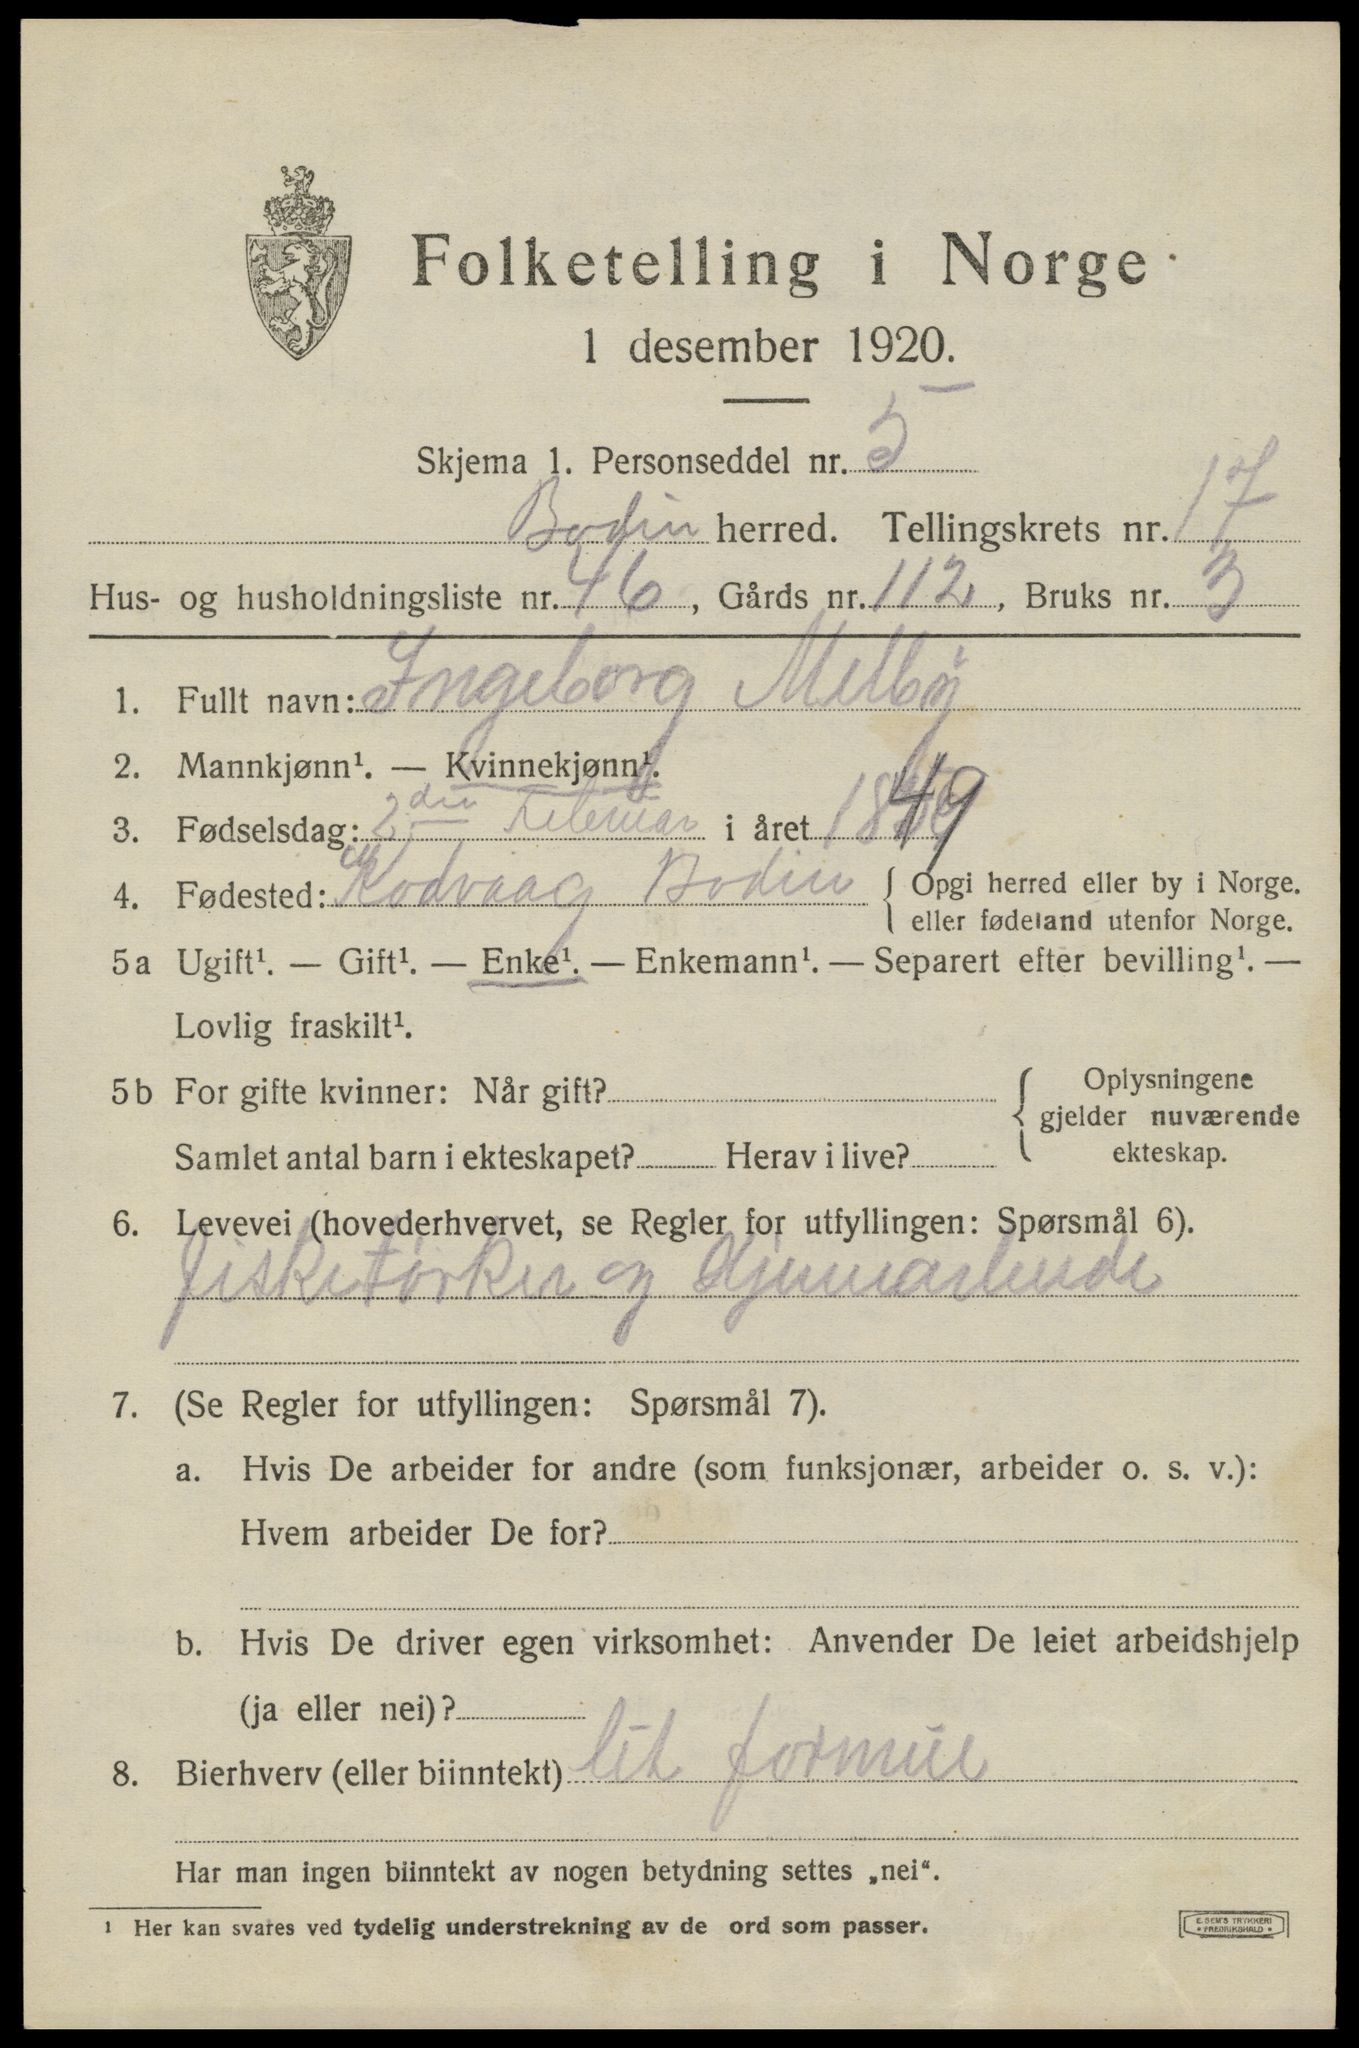 Folketelling i Norge
1 desember 1920.
Skjema 1. Personseddel nr. 5
Bodin herred. Tellingskrets nr. 17
Hus- og husholdningsliste nr. 46, Gårds nr. 112, Bruks nr. 3
1. Fullt navn: Ingeborg Melby
2. Mannkjønn¹. — Kvinnekjønn¹.
3. Fødselsdag: 2den Februar i året 1849
4. Fødested: Kodvaag Bodin { Opgi herred eller by i Norge.
eller fødeland utenfor Norge.
5a Ugift¹. — Gift¹. — Enke¹. — Enkemann¹. — Separert efter bevilling¹. —
Lovlig fraskilt¹.
5b For gifte kvinner: Når gift? { Oplysningene
gjelder nuværende
Samlet antal barn i ekteskapet? Herav i live? ekteskap.
6. Levevei (hovederhvervet, se Regler for utfyllingen: Spørsmål 6).
fisketørker og
7. (Se Regler for utfyllingen: Spørsmål 7).
a. Hvis De arbeider for andre (som funksjonær, arbeider o. s. v.):
Hvem arbeider De for?
b. Hvis De driver egen virksomhet: Anvender De leiet arbeidshjelp
(ja eller nei)?
8. Bierhverv (eller biinntekt) lit formue
Har man ingen biinntekt av nogen betydning settes „nei“.
¹ Her kan svares ved tydelig understrekning av de ord som passer.
E. SEM'S TRYKKERI
* FREDRIKSHALD *